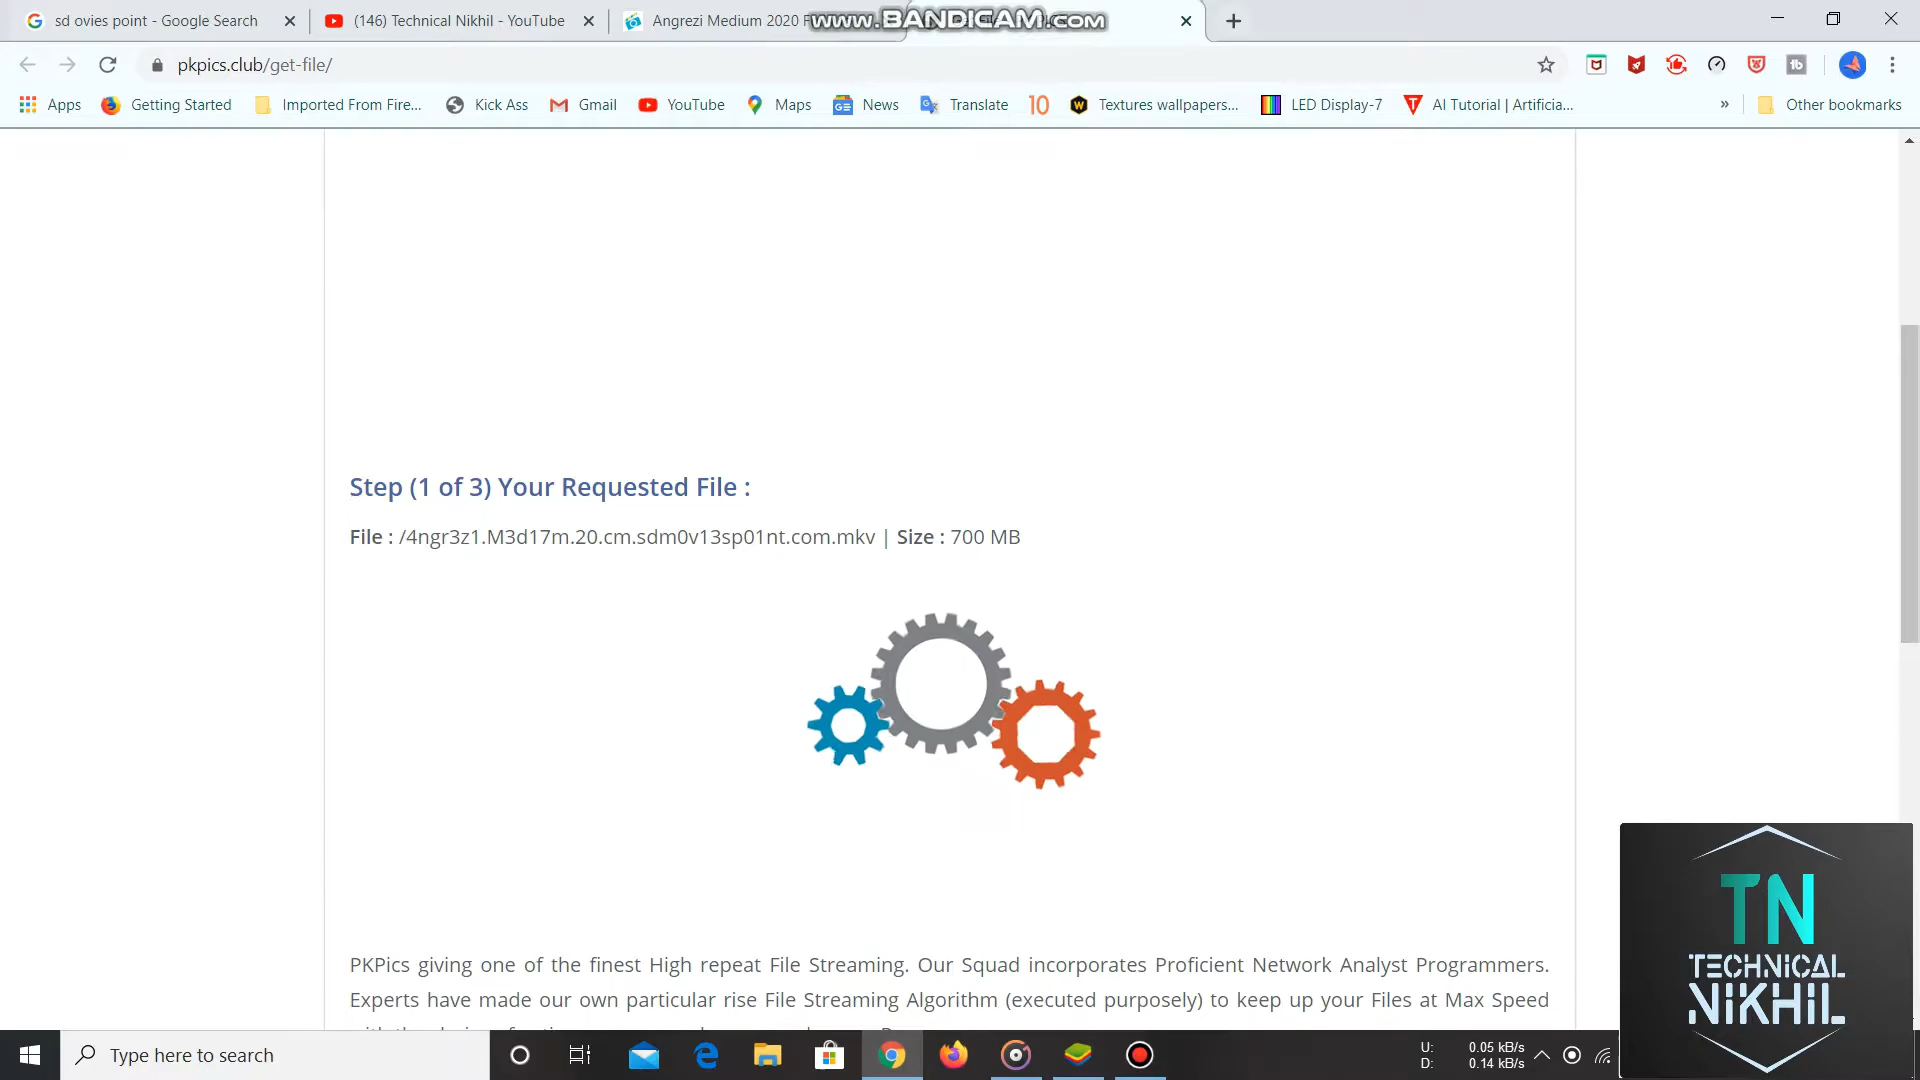 sd ovies point - Google Search
(146) Technical Nikhil - YouTube
Angrezi Medium 2020 F
www.BANDICAM.com
pkpics.club/get-file/
Apps
Getting Started
Imported From Fire...
Kick Ass
Gmail
YouTube
Maps
News
Translate
10
Textures wallpapers...
LED Display-7
AI Tutorial | Artificia...
»
Other bookmarks
Step (1 of 3) Your Requested File :
File : /4ngr3z1.M3d17m.20.cm.sdm0v13sp01nt.com.mkv | Size : 700 MB
PKPics giving one of the finest High repeat File Streaming. Our Squad incorporates Proficient Network Analyst Programmers.
Experts have made our own particular rise File Streaming Algorithm (executed purposely) to keep up your Files at Max Speed
TN
TECHNICAL
NIKHIL
Type here to search
U: 0.05 kB/s
D: 0.14 kB/s